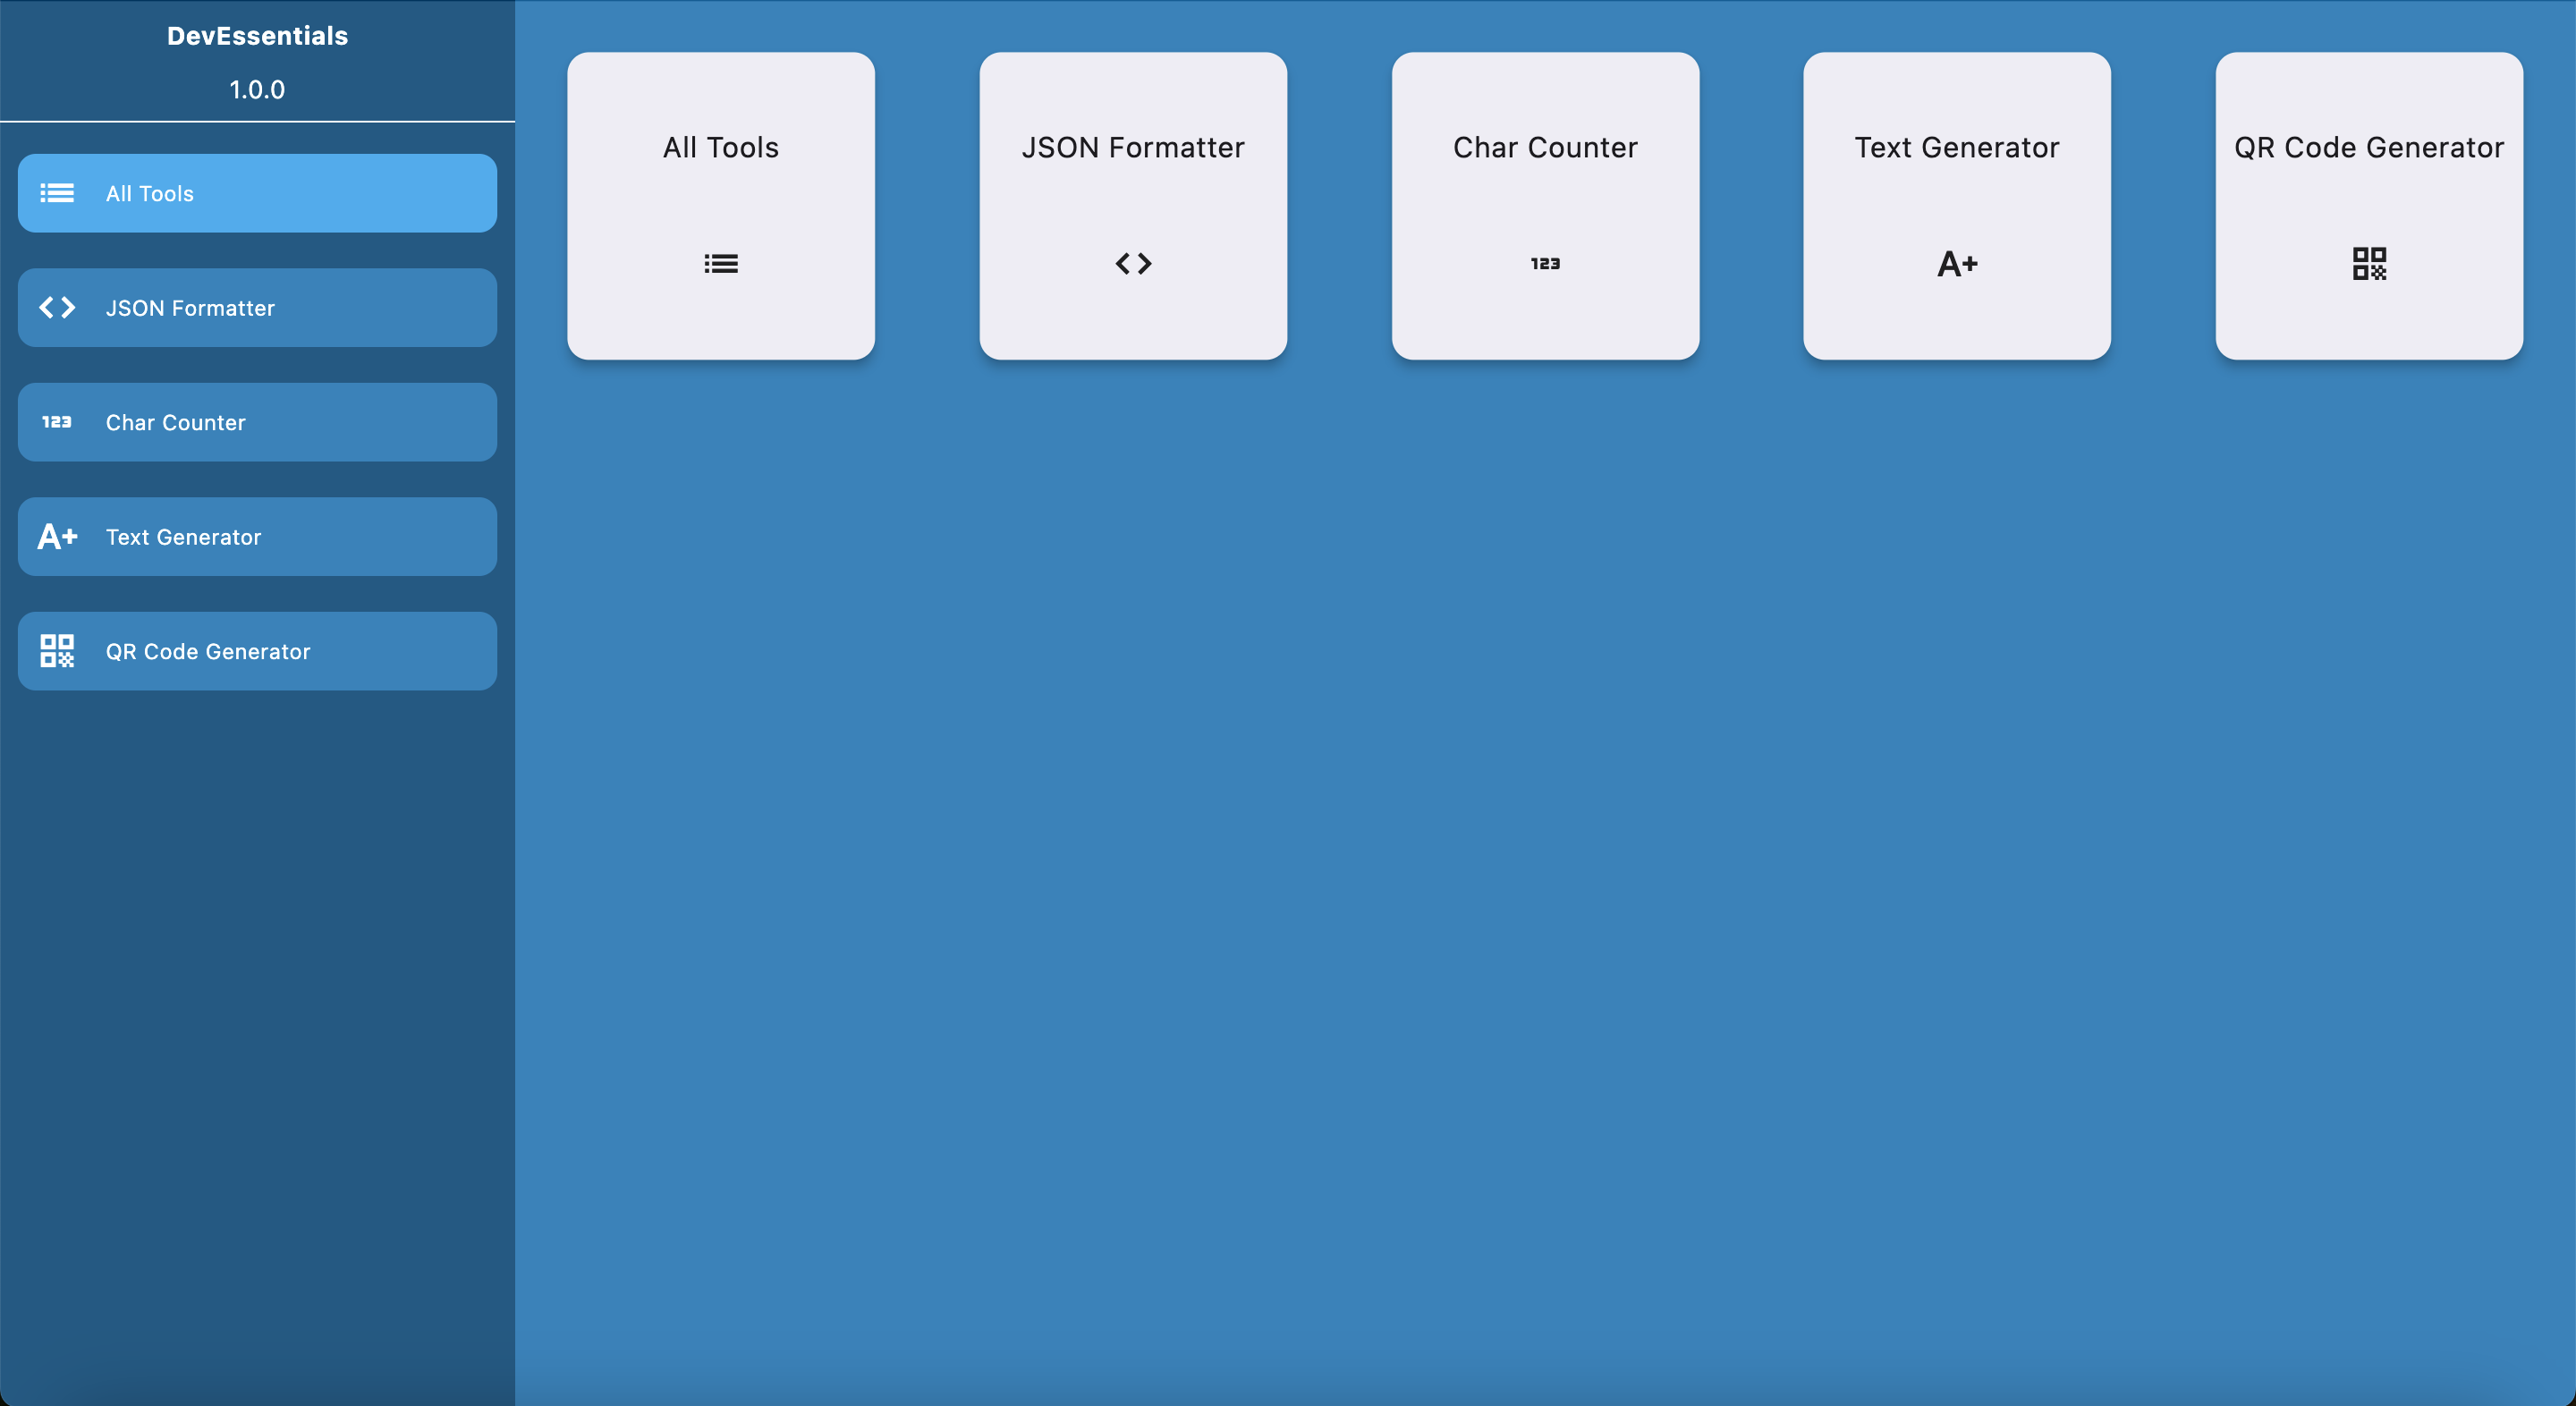 DevEssentials
1.0.0
All Tools
JSON Formatter
123 Char Counter
A+ Text Generator
QR Code Generator
All Tools
JSON Formatter
Char Counter
Text Generator
QR Code Generator
123
A+